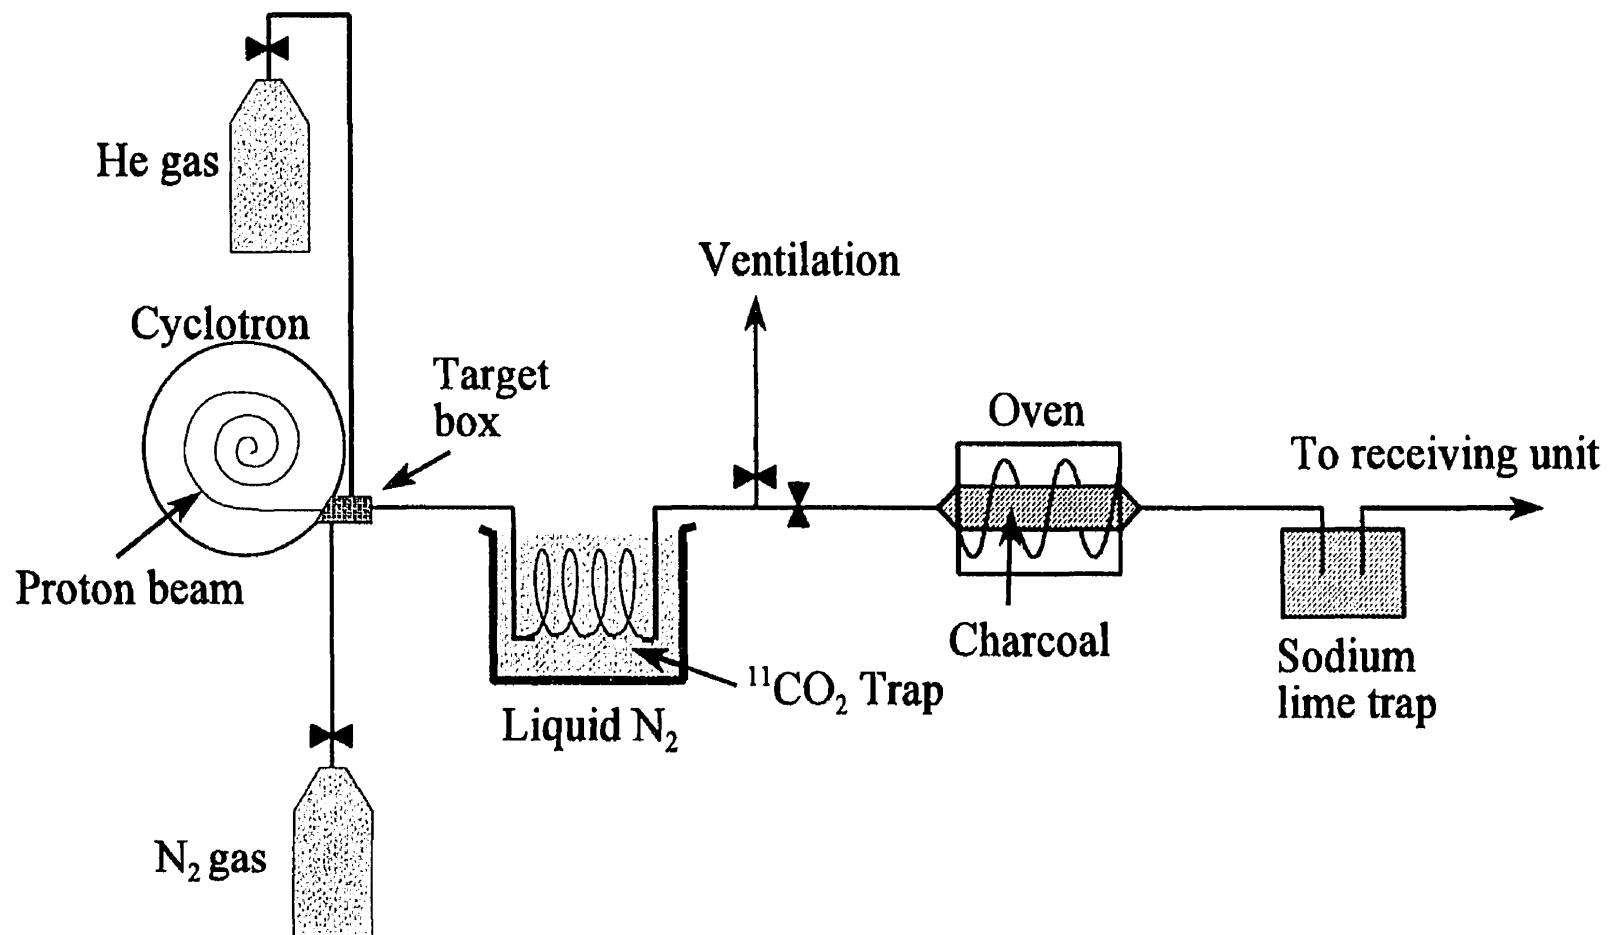 He gas
Ventilation
Cyclotron
Target
box
Oven
To receiving unit
Proton beam
Charcoal
¹¹CO₂ Trap
Sodium
lime trap
Liquid N₂
N₂ gas